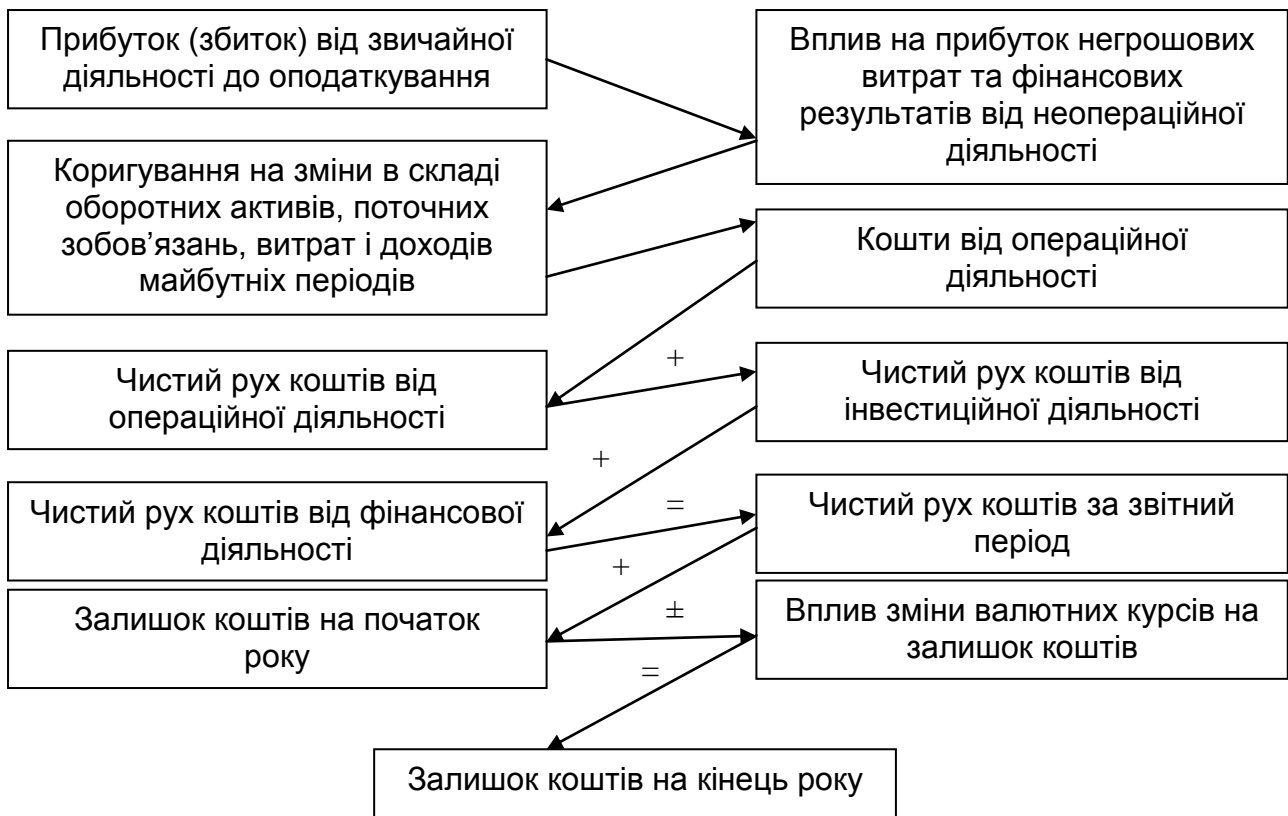 Прибуток (збиток) від звичайної
діяльності до оподаткування
Вплив на прибуток негрошових
витрат та фінансових
результатів від неопераційної
діяльності
Коригування на зміни в складі
оборотних активів, поточних
зобов’язань, витрат і доходів
майбутніх періодів
Кошти від операційної
діяльності
Чистий рух коштів від
операційної діяльності
+
Чистий рух коштів від
інвестиційної діяльності
+
Чистий рух коштів від фінансової
діяльності
=
Чистий рух коштів за звітний
період
+
Залишок коштів на початок
року
±
Вплив зміни валютних курсів на
залишок коштів
=
Залишок коштів на кінець року